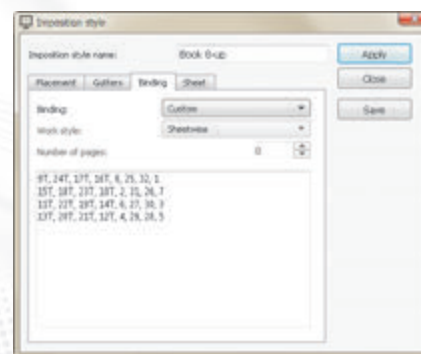 Imposition style
Imposition style name:
Book 8-up
Apply
Placement
Gutters
Binding
Sheet
Close
Binding:
Custom
Save
Work style:
Sheetwise
Number of pages:
0
9T, 24T, 17T, 16T, 8, 25, 32, 1
15T, 18T, 23T, 10T, 2, 31, 26, 7
11T, 22T, 19T, 14T, 6, 27, 30, 3
13T, 20T, 21T, 12T, 4, 29, 28, 5